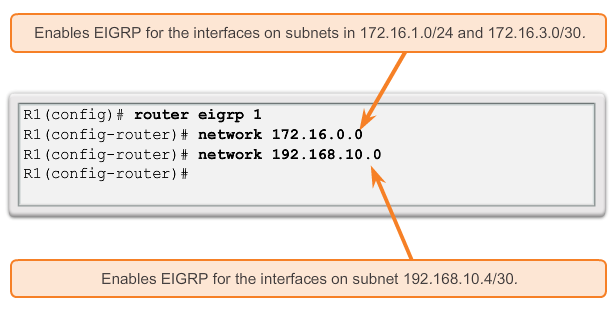 Enables EIGRP for the interfaces on subnets in 172.16.1.0/24 and 172.16.3.0/30.
R1(config)# router eigrp 1
R1(config-router)# network 172.16.0.0
R1(config-router)# network 192.168.10.0
R1(config-router)#
Enables EIGRP for the interfaces on subnet 192.168.10.4/30.